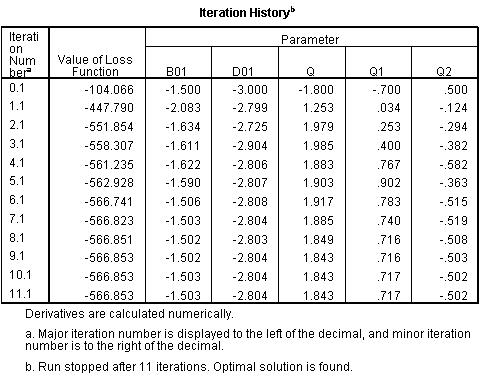 Iteration Historyb
Iterati
on
Num
bera Value of Loss Function Parameter
B01 D01 Q Q1 Q2
0.1 -104.066 -1.500 -3.000 -1.800 -.700 .500
1.1 -447.790 -2.083 -2.799 1.253 .034 -.124
2.1 -551.854 -1.634 -2.725 1.979 .253 -.294
3.1 -558.307 -1.611 -2.904 1.985 .400 -.382
4.1 -561.235 -1.622 -2.806 1.883 .767 -.582
5.1 -562.928 -1.590 -2.807 1.903 .902 -.363
6.1 -566.741 -1.506 -2.808 1.917 .783 -.515
7.1 -566.823 -1.503 -2.804 1.885 .740 -.519
8.1 -566.851 -1.502 -2.803 1.849 .716 -.508
9.1 -566.853 -1.502 -2.804 1.843 .716 -.503
10.1 -566.853 -1.503 -2.804 1.843 .717 -.502
11.1 -566.853 -1.503 -2.804 1.843 .717 -.502
Derivatives are calculated numerically.
a. Major iteration number is displayed to the left of the decimal, and minor iteration
number is to the right of the decimal.
b. Run stopped after 11 iterations. Optimal solution is found.